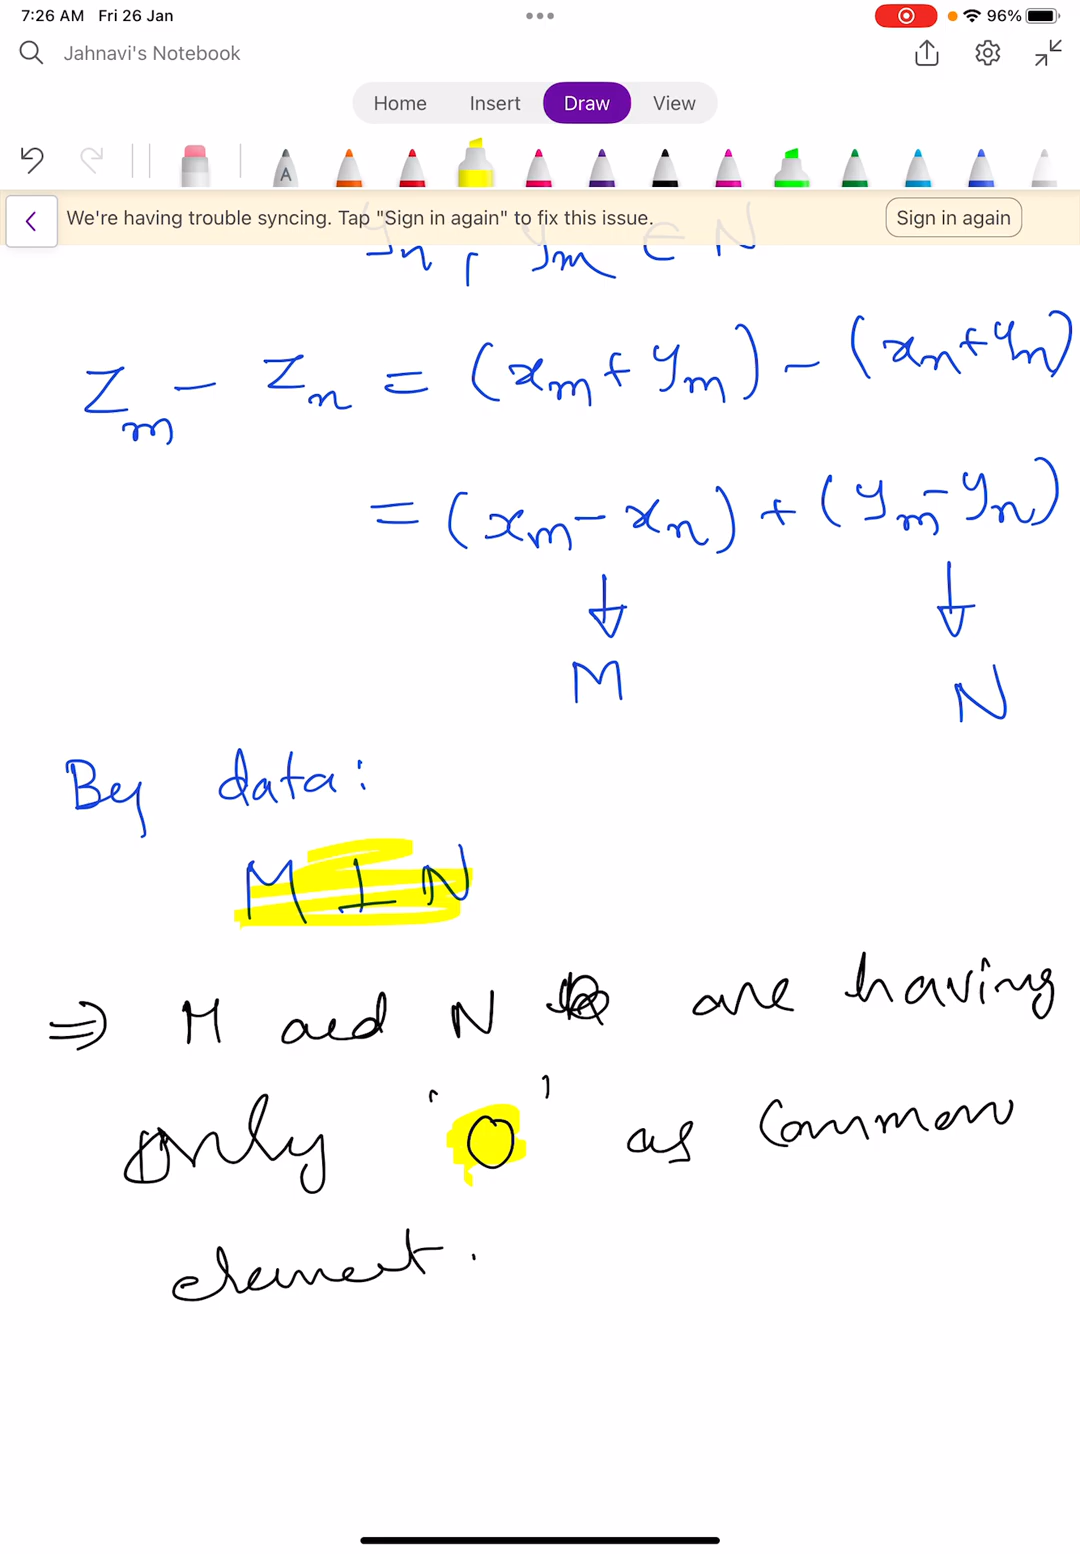 7:26 AM Fri 26 Jan
96%
Jahnavi's Notebook
Home Insert Draw View
A
We're having trouble syncing. Tap "Sign in again" to fix this issue. Sign in again
yn, ym ∈ N
Zm - Zn = (xm + ym) - (xn + yn)
= (xm - xn) + (ym - yn)
↓ ↓
M N
By data:
M ⊥ N
⇒ M and N are having
only '0' as common
element.